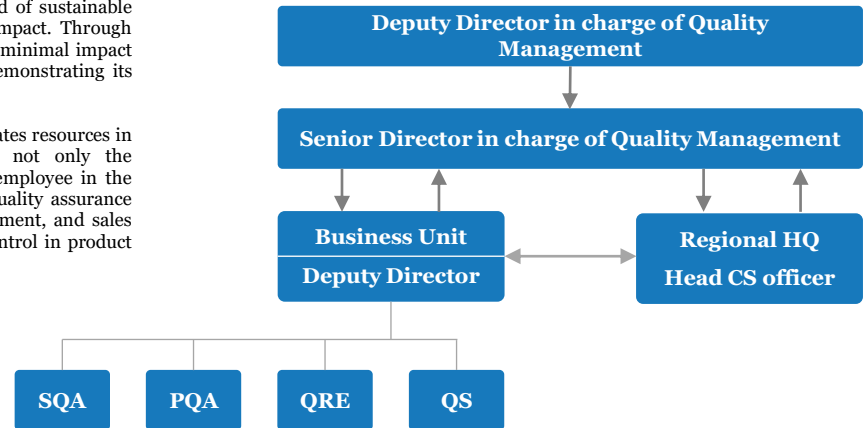 d of sustainable
mpact. Through
minimal impact
emonstrating its
ates resources in
not only the
employee in the
uality assurance
ment, and sales
ntrol in product
Deputy Director in charge of Quality
Management
Senior Director in charge of Quality Management
Business Unit
Deputy Director
Regional HQ
Head CS officer
SQA
PQA
QRE
QS